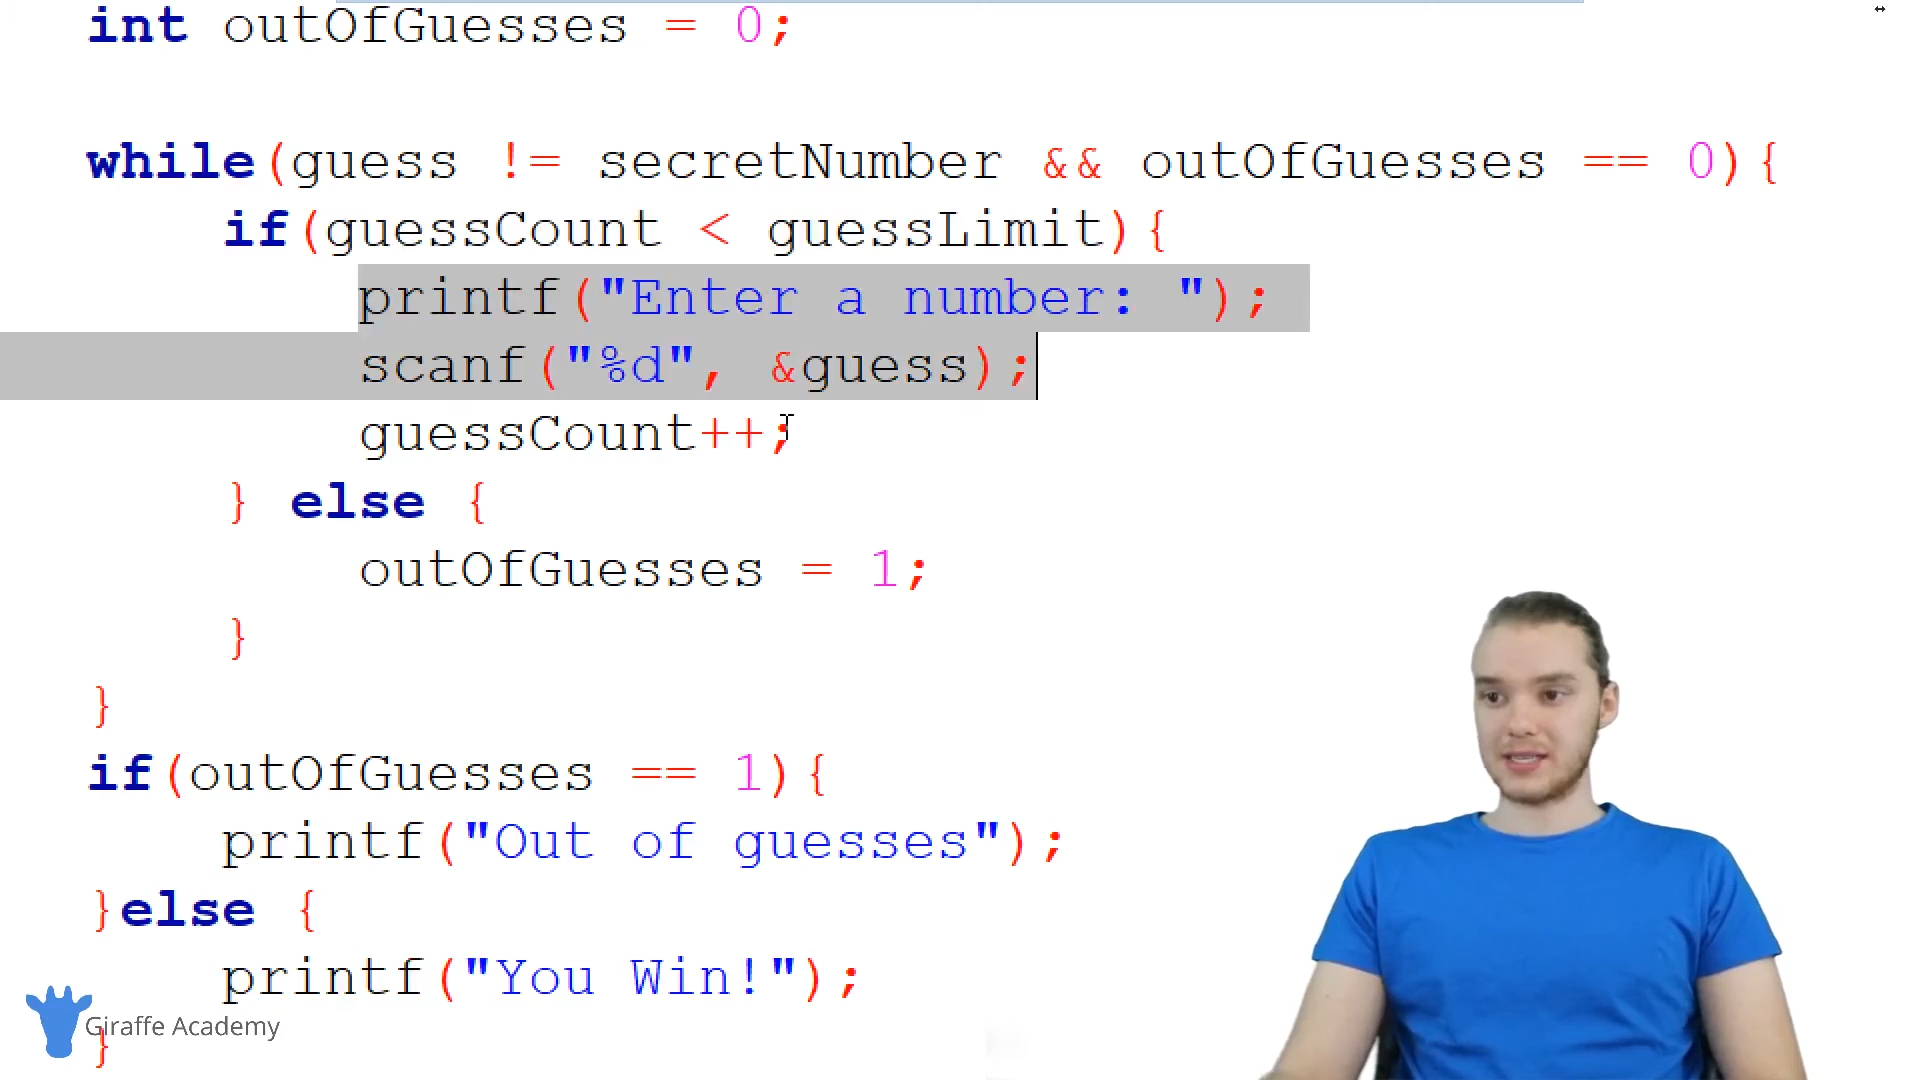 int outOfGuesses = 0;
while(guess != secretNumber && outOfGuesses == 0){
if(guessCount < guessLimit){
printf("Enter a number: ");
scanf("%d", &guess);
guessCount++;
} else {
outOfGuesses = 1;
}
}
if(outOfGuesses == 1){
printf("Out of guesses");
}else {
printf("You Win!");
}
Giraffe Academy